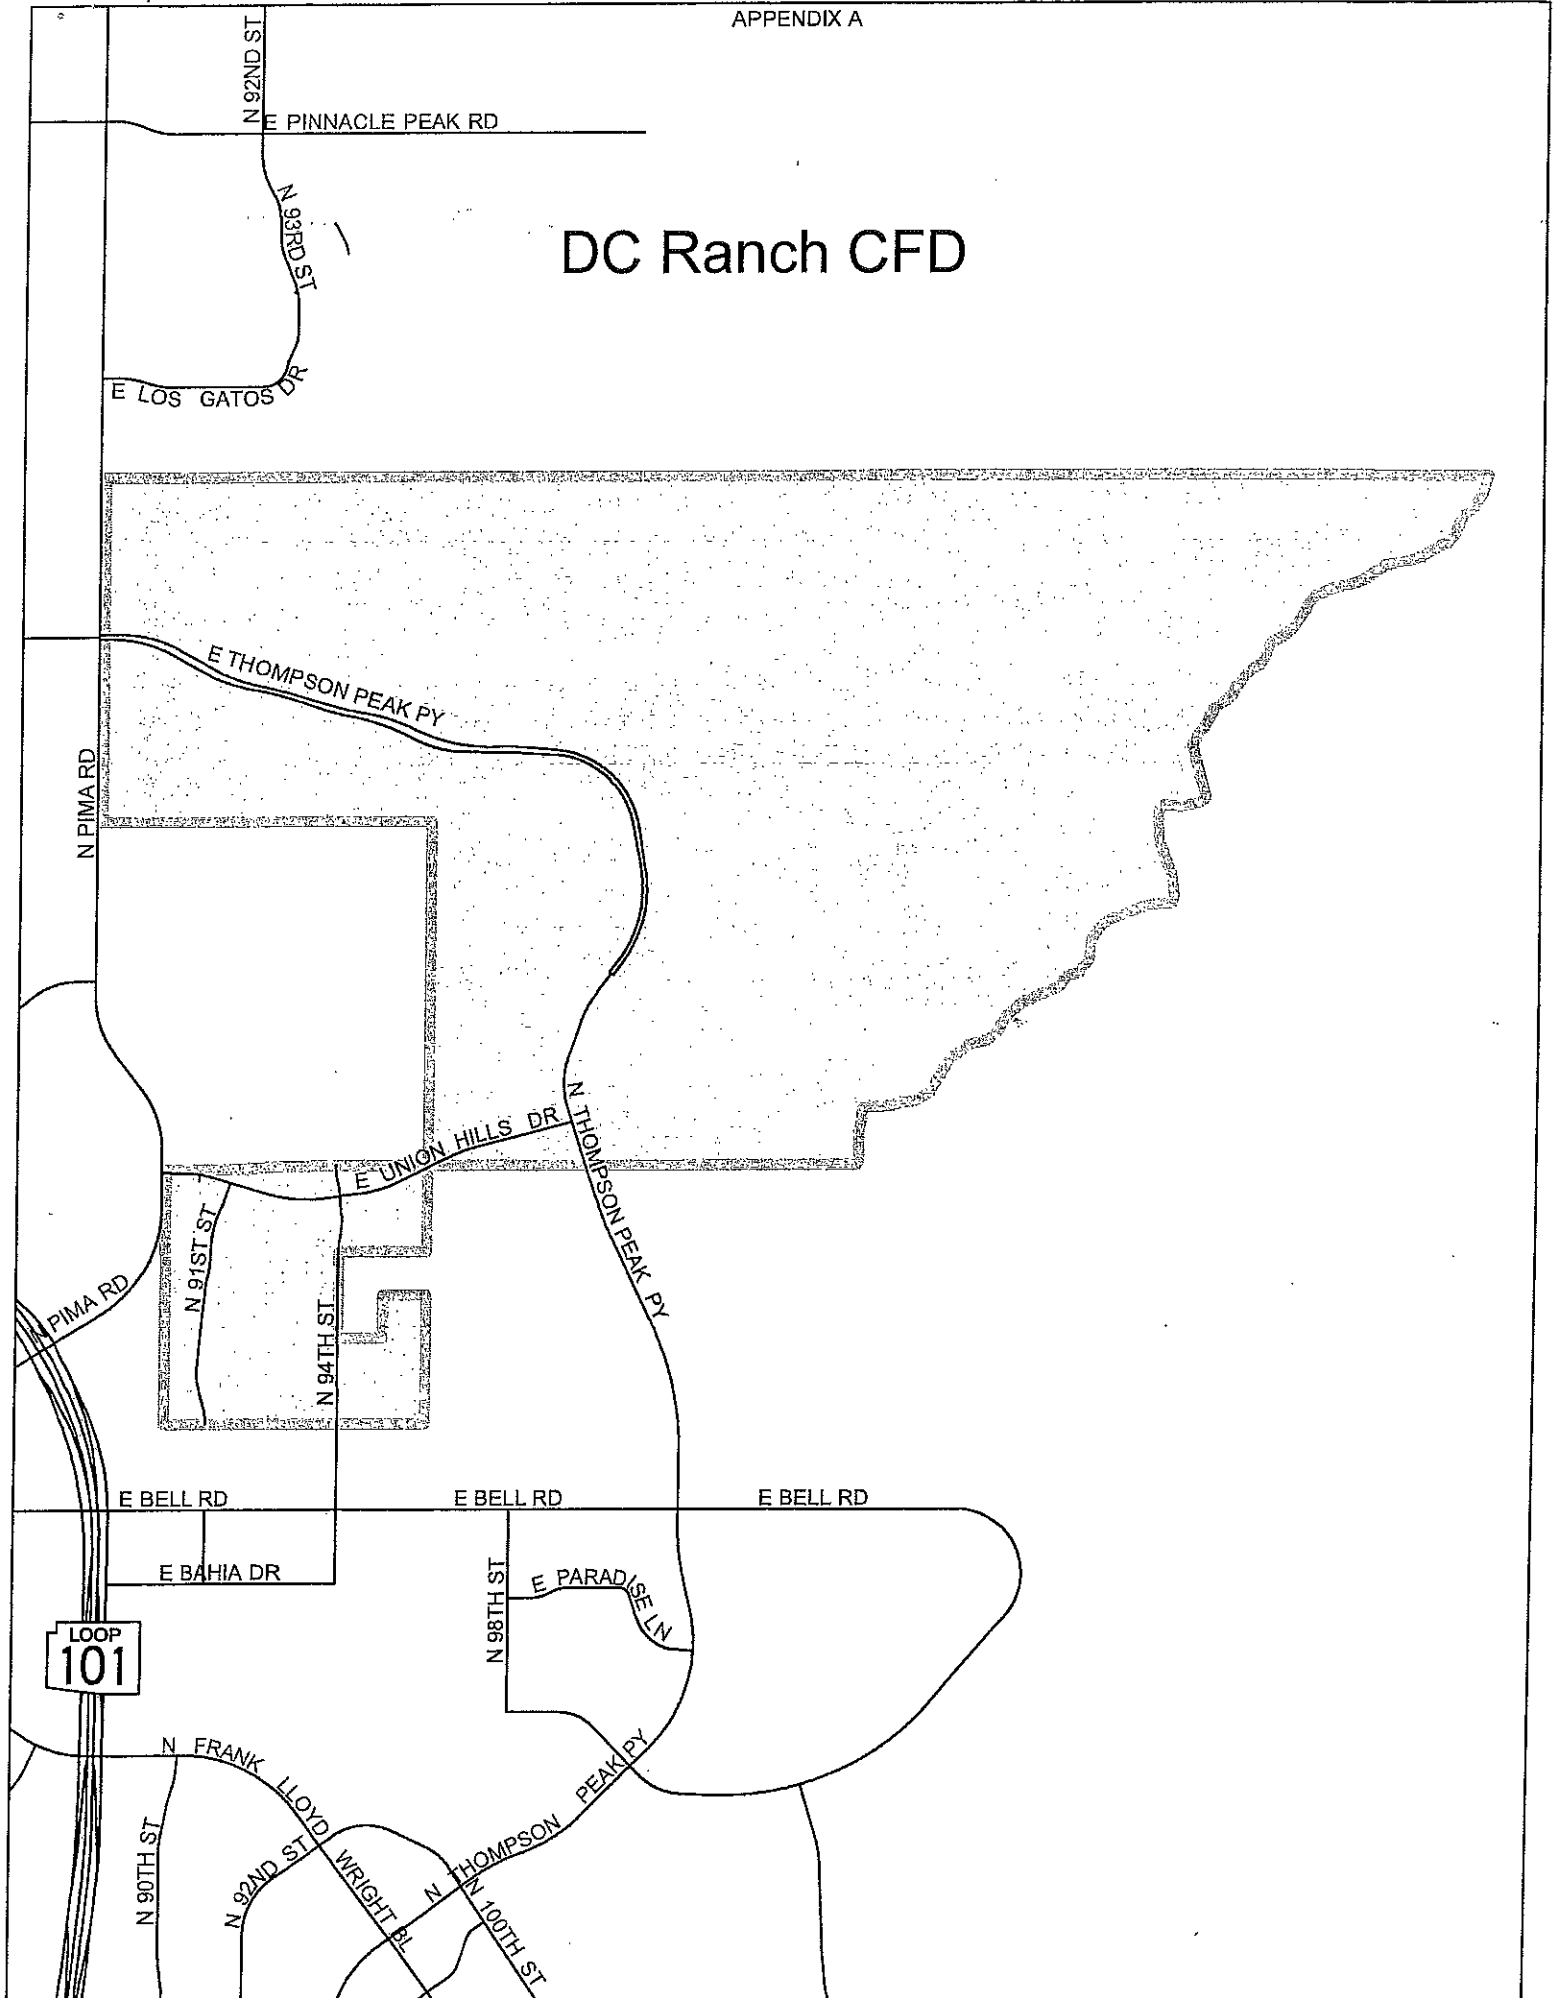 APPENDIX A
N 92ND ST
E PINNACLE PEAK RD
N 93RD ST
DC Ranch CFD
E LOS GATOS DR
E THOMPSON PEAK PY
N PIMA RD
N THOMPSON PEAK PY
E UNION HILLS DR
N 91ST ST
N PIMA RD
N 94TH ST
E BELL RD
E BELL RD
E BELL RD
E BAHIA DR
N 98TH ST
E PARADISE LN
LOOP
101
N FRANK LLOYD WRIGHT BL
N THOMPSON PEAK PY
N 90TH ST
N 92ND ST
N 100TH ST